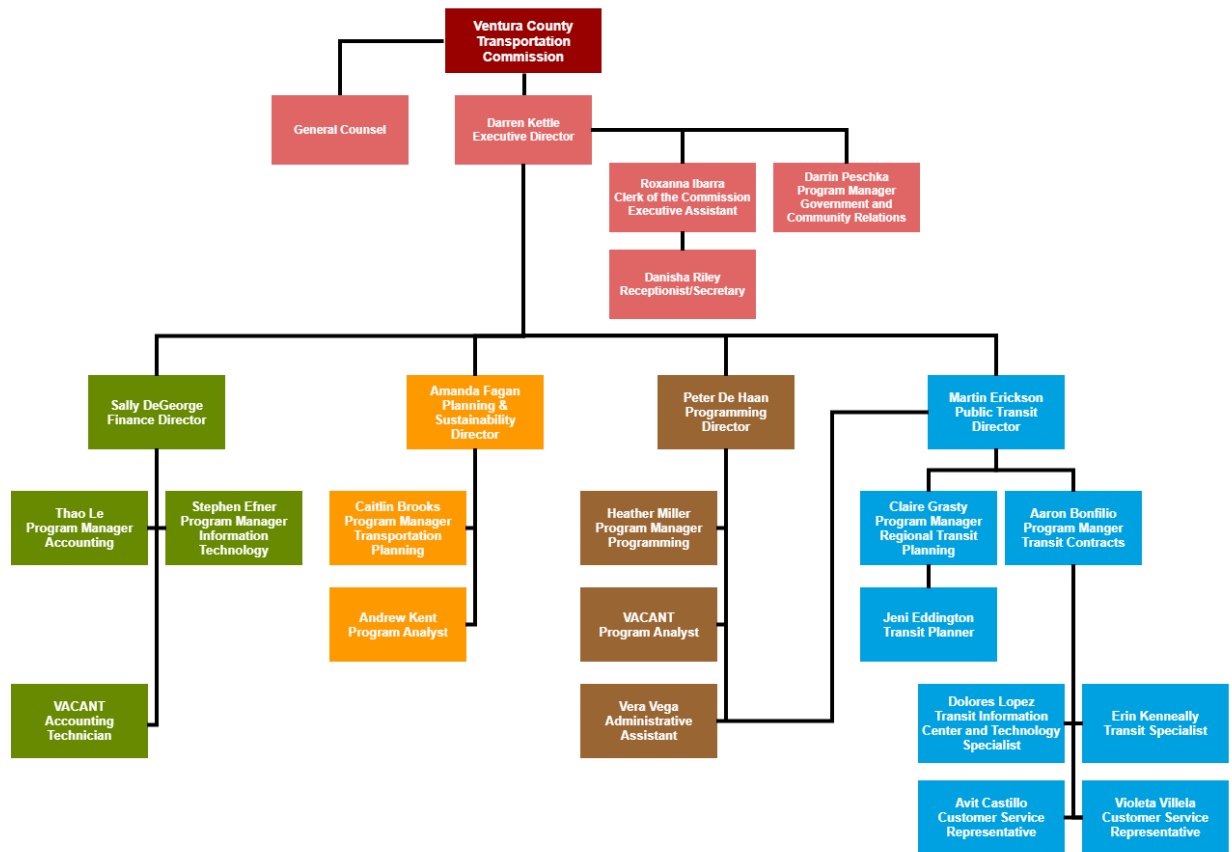 Ventura County
Transportation
Commission
General Counsel
Darren Kettle
Executive Director
Roxanna Ibarra
Clerk of the Commission
Executive Assistant
Darrin Peschka
Program Manager
Government and
Community Relations
Danisha Riley
Receptionist/Secretary
Sally DeGeorge
Finance Director
Amanda Fagan
Planning &
Sustainability
Director
Peter De Haan
Programming
Director
Martin Erickson
Public Transit
Director
Thao Le
Program Manager
Accounting
Stephen Efner
Program Manager
Information
Technology
Caitlin Brooks
Program Manager
Transportation
Planning
Heather Miller
Program Manager
Programming
Claire Grasty
Program Manager
Regional Transit
Planning
Aaron Bonfilio
Program Manger
Transit Contracts
Andrew Kent
Program Analyst
VACANT
Program Analyst
Jeni Eddington
Transit Planner
VACANT
Accounting
Technician
Vera Vega
Administrative
Assistant
Dolores Lopez
Transit Information
Center and Technology
Specialist
Erin Kenneally
Transit Specialist
Avit Castillo
Customer Service
Representative
Violeta Villela
Customer Service
Representative